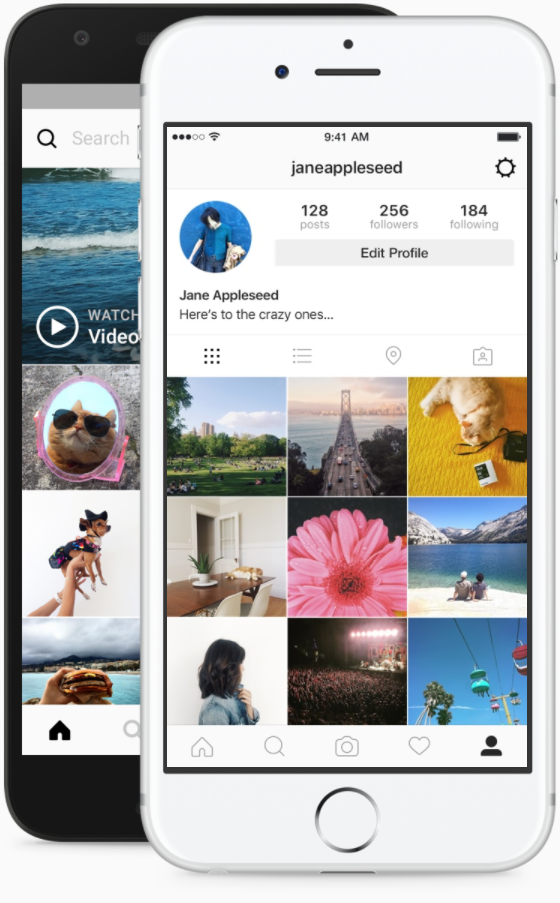 Search
WATCH
Video
9:41 AM
janeappleseed
128
posts
256
followers
184
following
Edit Profile
Jane Appleseed
Here's to the crazy ones...